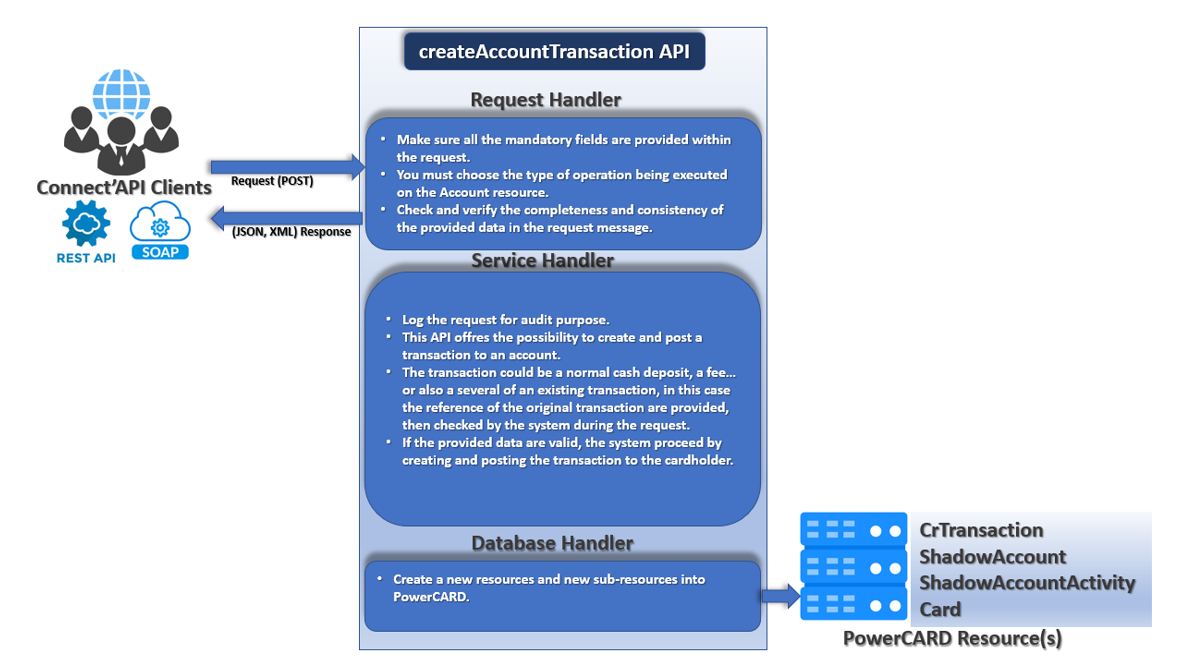 createAccountTransaction API
Request Handler
• Make sure all the mandatory fields are provided within
the request.
• You must choose the type of operation being executed
on the Account resource.
• Check and verify the completeness and consistency of
the provided data in the request message.
Connect'API Clients
REST API
SOAP
Request (POST)
(JSON, XML) Response
Service Handler
• Log the request for audit purpose.
• This API offres the possibility to create and post a
transaction to an account.
• The transaction could be a normal cash deposit, a fee...
or also a several of an existing transaction, in this case
the reference of the original transaction are provided,
then checked by the system during the request.
• If the provided data are valid, the system proceed by
creating and posting the transaction to the cardholder.
Database Handler
• Create a new resources and new sub-resources into
PowerCARD.
CrTransaction
ShadowAccount
ShadowAccountActivity
Card
PowerCARD Resource(s)